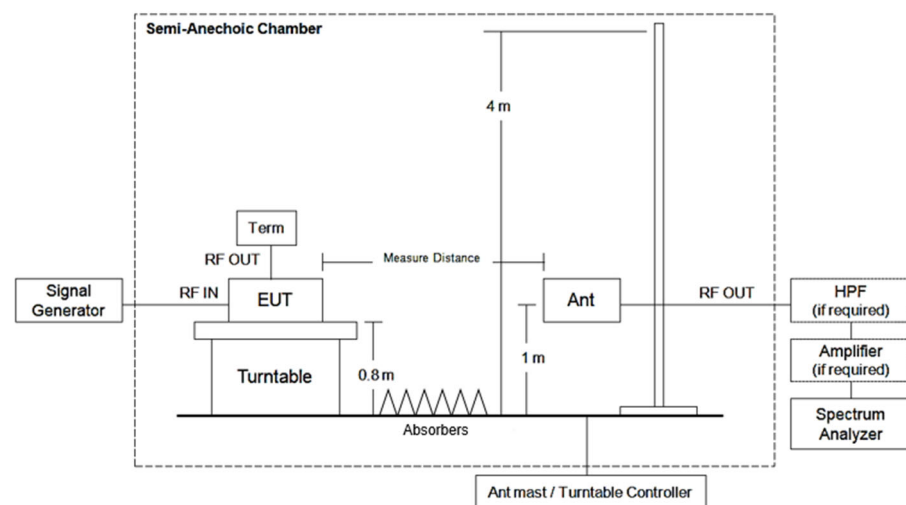 Semi-Anechoic Chamber
4 m
Term
RF OUT
Measure Distance
Signal
Generator
RF IN
EUT
Ant
RF OUT
HPF
(if required)
1 m
Amplifier
(if required)
0.8 m
Turntable
Spectrum
Analyzer
Absorbers
Ant mast / Turntable Controller